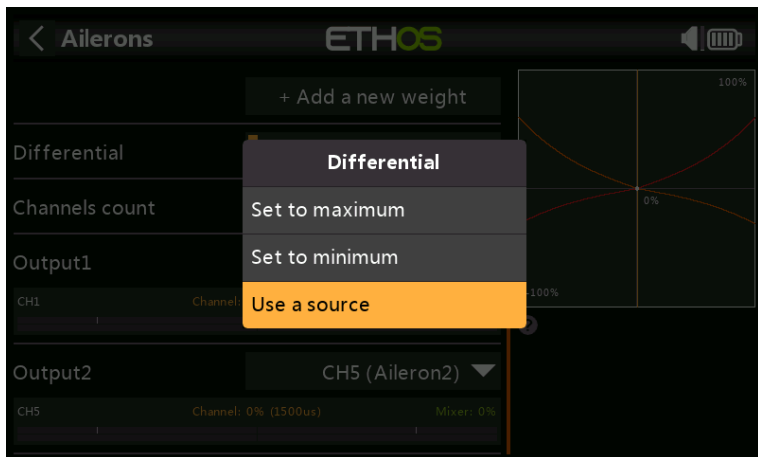 Ailerons
ETHOS
+ Add a new weight
100%
Differential
Differential
Set to maximum
Channels count
0%
Output1
Set to minimum
Use a source
-100%
CH1
Channel:
?
Output2
CH5 (Aileron2)
CH5
Channel: 0% (1500us)
Mixer: 0%